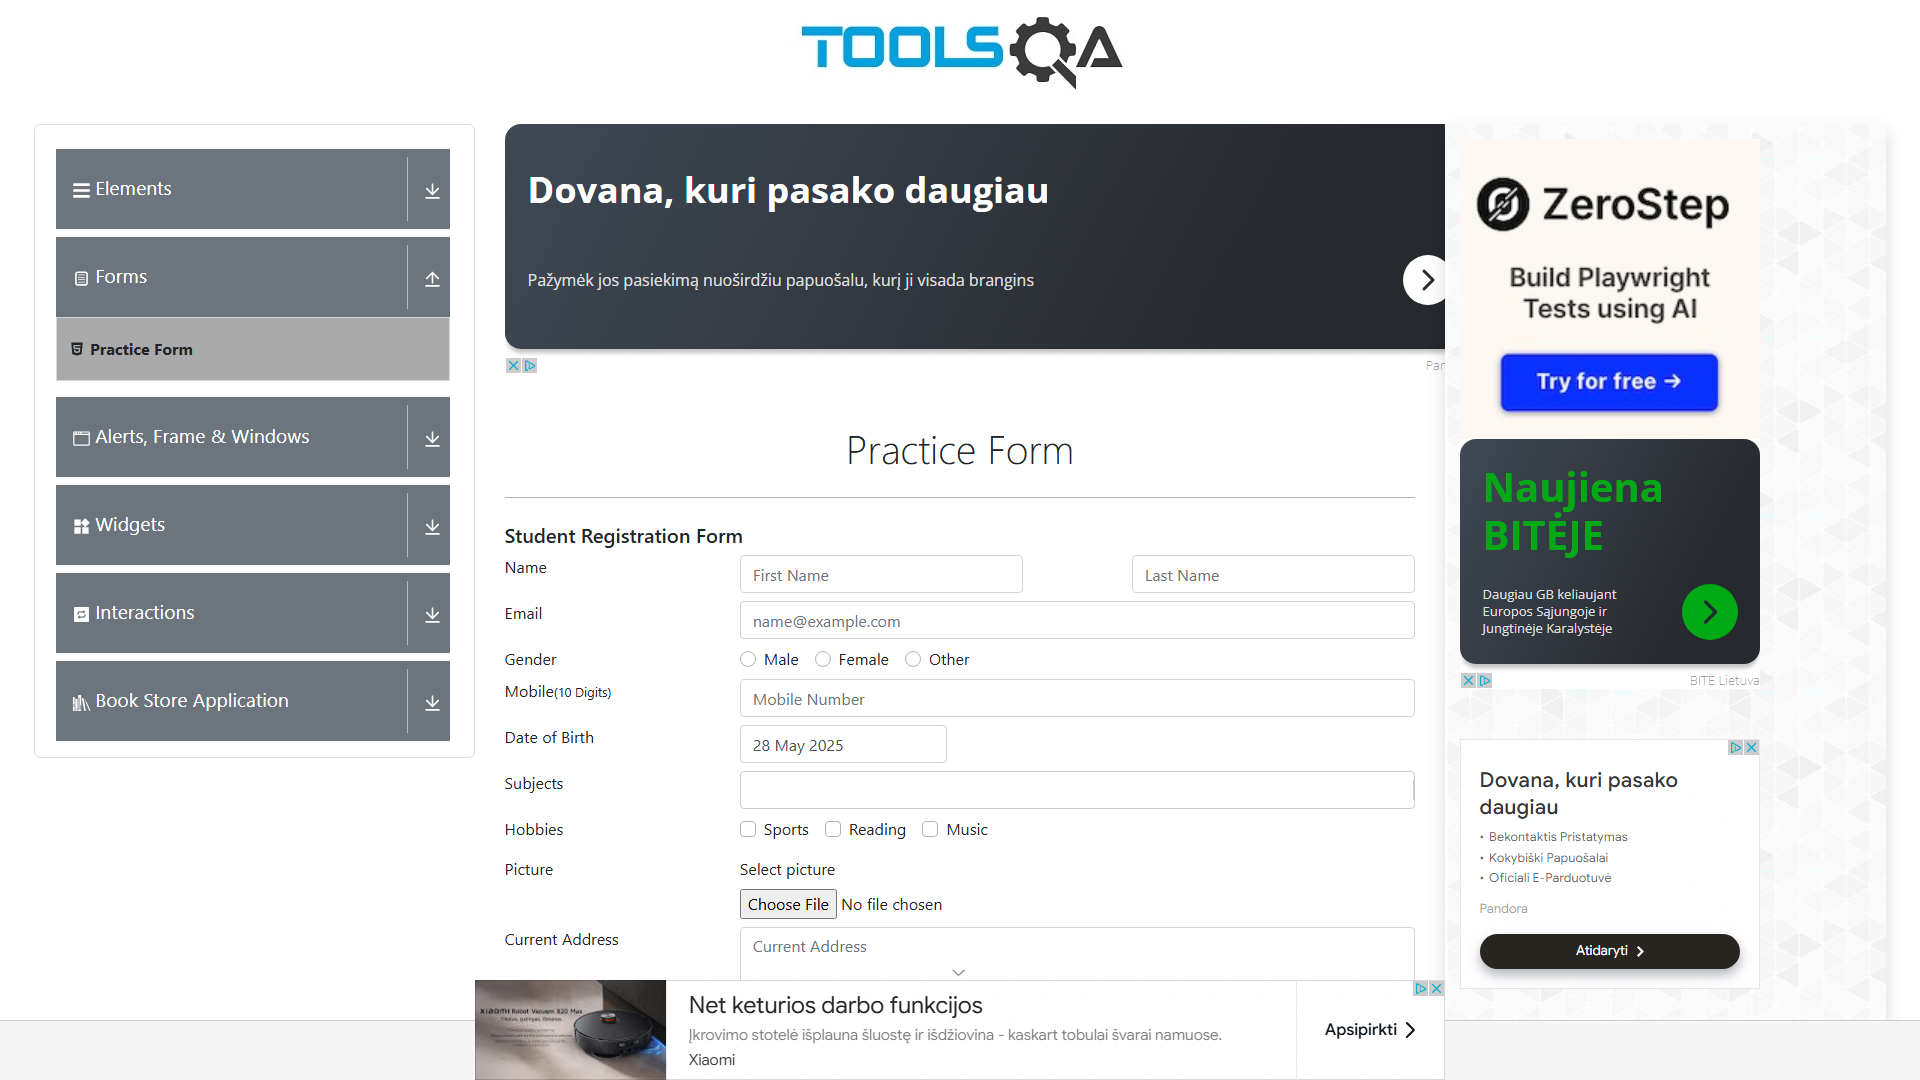 TOOLSQA
Elements
Forms
Practice Form
Alerts, Frame & Windows
Widgets
Interactions
Book Store Application
Dovana, kuri pasako daugiau
Pažymėk jos pasiekimą nuoširdžiu papuošalu, kurį ji visada brangins
Par
Practice Form
Student Registration Form
Name
First Name
Last Name
Email
name@example.com
Gender
Male
Female
Other
Mobile(10 Digits)
Mobile Number
Date of Birth
28 May 2025
Subjects
Hobbies
Sports
Reading
Music
Picture
Select picture
Choose File No file chosen
Current Address
Current Address
ZeroStep
Build Playwright
Tests using AI
Try for free →
Naujiena
BITĖJE
Daugiau GB keliaujant
Europos Sąjungoje ir
Jungtinėje Karalystėje
BITĖ Lietuva
Dovana, kuri pasako
daugiau
• Bekontaktis Pristatymas
• Kokybiški Papuošalai
• Oficiali E-Parduotuvė
Pandora
Atidaryti
XIAOMI Robot Vacuum X20 Max
Net keturios darbo funkcijos
Įkrovimo stotelė išplauna šluostę ir išdžiovina - kaskart tobulai švarai namuose.
Xiaomi
Apsipirkti